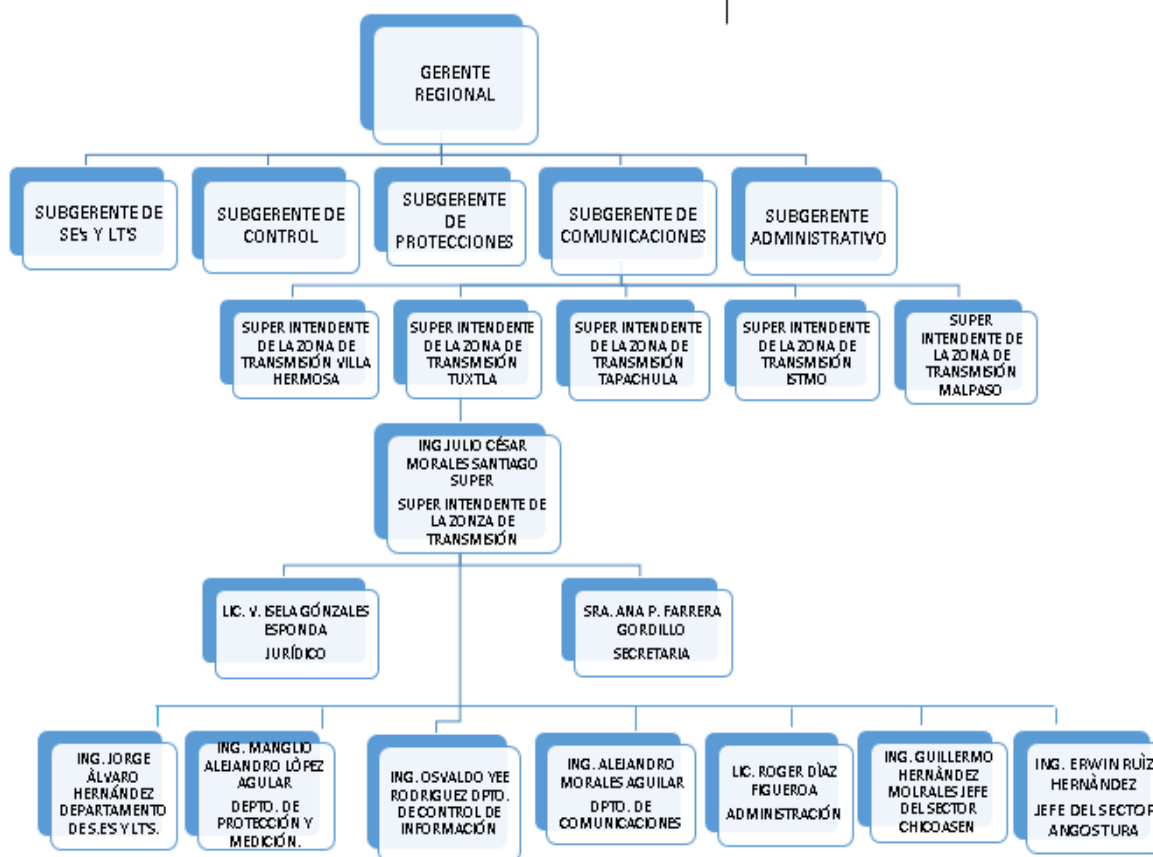 GERENTE
REGIONAL
SUBGERENTE DE
SE's Y LT'S
SUBGERENTE DE
CONTROL
SUBGERENTE
DE
PROTECCIONES
SUBGERENTE DE
COMUNICACIONES
SUBGERENTE
ADMINISTRATIVO
SUPER INTENDENTE
DE LA ZONA DE
TRANSMISIÓN VILLA
HERMOSA
SUPER INTENDENTE
DE LA ZONA DE
TRANSMISIÓN
TUXTLA
SUPER INTENDENTE
DE LA ZONA DE
TRANSMISIÓN
TAPACHULA
SUPER INTENDENTE
DE LA ZONA DE
TRANSMISIÓN
ISTMO
SUPER
INTENDENTE DE
LA ZONA DE
TRANSMISIÓN
MALPASO
ING.JULIO CÉSAR
MORALES SANTIAGO
SUPER
SUPER INTENDENTE DE
LA ZONZA DE
TRANSMISIÓN
LIC. V. ISELA GÓNZALES
ESPONDA
JURÍDICO
SRA. ANA P. FARRERA
GORDILLO
SECRETARIA
ING. JORGE
ÀLVARO
HERNÁNDEZ
DEPARTAMENTO
DE S.E'S Y LT'S.
ING. MANGLIO
ALEJANDRO LÒPEZ
AGULAR
DEPTO. DE
PROTECCIÓN Y
MEDICIÓN.
ING. OSVALDO YEE
RODRIGUEZ DPTO.
DE CONTROL DE
INFORMACIÓN
ING. ALEJANDRO
MORALES AGUILAR
DPTO. DE
COMUNICACIONES
LIC. ROGER DÌAZ
FIGUEROA
ADMINISTRACIÓN
ING. GUILLERMO
HERNÀNDEZ
MOLRALES JEFE
DEL SECTOR
CHICOASEN
ING. ERWIN RUÌZ
HERNÀNDEZ
JEFE DEL SECTOR
ANGOSTURA